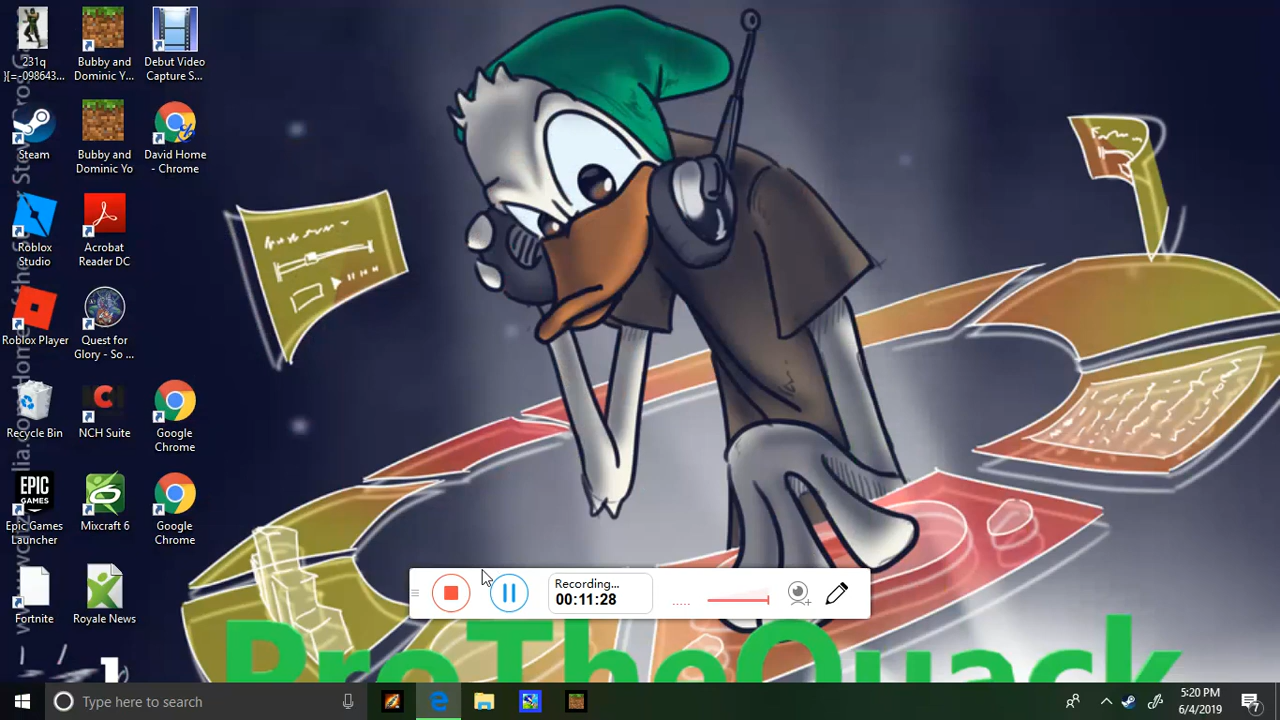 231q
}[=-098643...
Bubby and
Dominic Y...
Debut Video
Capture S...
Steam
Bubby and
Dominic Yo
David Home
- Chrome
Roblox
Studio
Acrobat
Reader DC
Roblox Player
Quest for
Glory - So ...
Recycle Bin
NCH Suite
Google
Chrome
EPIC
GAMES
Epic Games
Launcher
Mixcraft 6
Google
Chrome
Fortnite
Royale News
Recording...
00:11:28
ProTheQuack
Type here to search
5:20 PM
6/4/2019
7